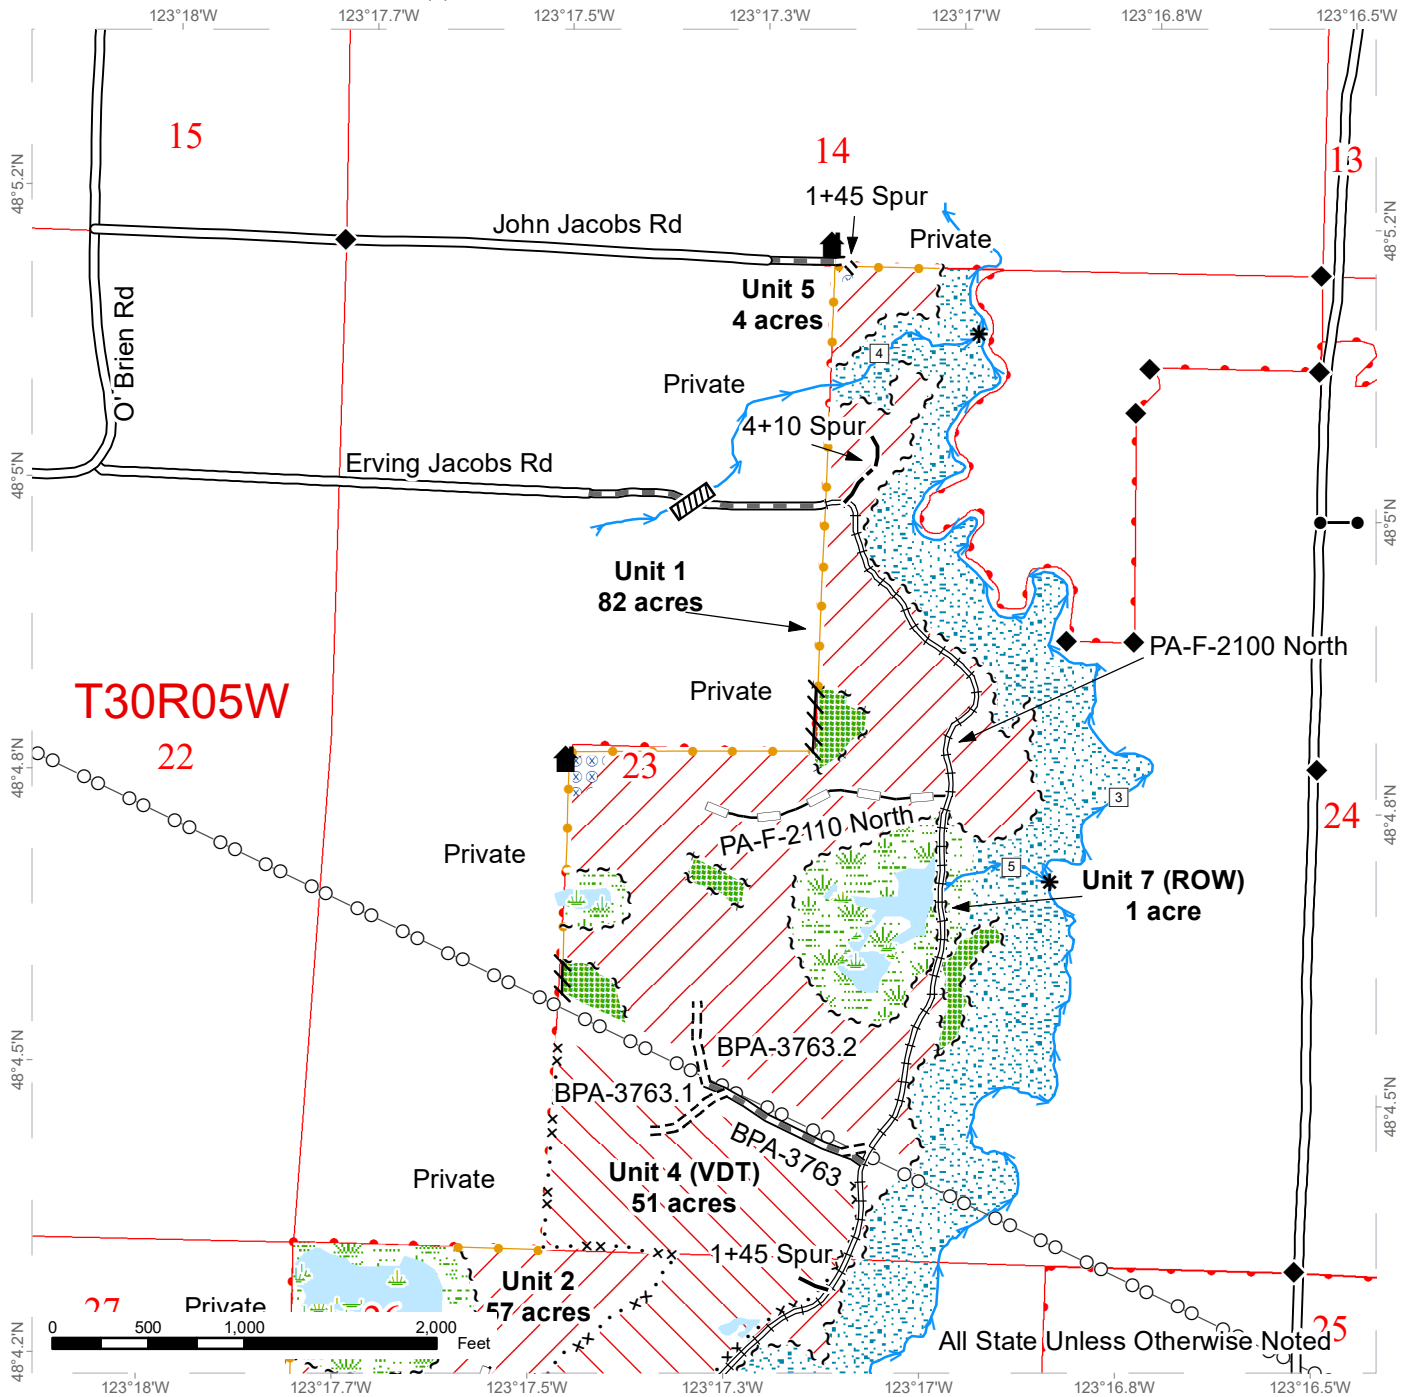 123°18'W 123°17.7'W 123°17.5'W 123°17.3'W 123°17'W 123°16.8'W 123°16.5'W
15
14
13
48°5.2'N
48°5.2'N
1+45 Spur
John Jacobs Rd
Private
Unit 5
4 acres
O'Brien Rd
4
Private
4+10 Spur
Erving Jacobs Rd
48°5'N
48°5'N
Unit 1
82 acres
PA-F-2100 North
Private
T30R05W
22
23
48°4.8'N
48°4.8'N
3
24
PA-F-2110 North
Private
5
Unit 7 (ROW)
1 acre
BPA-3763.2
48°4.5'N
48°4.5'N
BPA-3763.1
BPA-3763
Unit 4 (VDT)
51 acres
Private
1+45 Spur
Unit 2
57 acres
27
Private
26
25
0 500 1,000 2,000
Feet
All State Unless Otherwise Noted
48°4.2'N
48°4.2'N
123°18'W 123°17.7'W 123°17.5'W 123°17.3'W 123°17'W 123°16.8'W 123°16.5'W